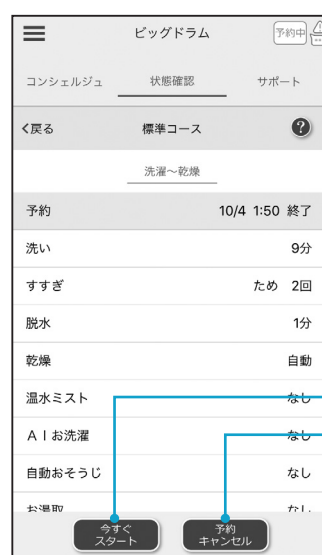 ビッグドラム 予約中
コンシェルジュ 状態確認 サポート
<戻る 標準コース ?
洗濯～乾燥
予約 10/4 1:50 終了
洗い 9分
すすぎ ため 2回
脱水 1分
乾燥 自動
温水ミスト なし
AIお洗濯 なし
自動おそうじ なし
お湯取 なし
今すぐ
スタート
予約
キャンセル